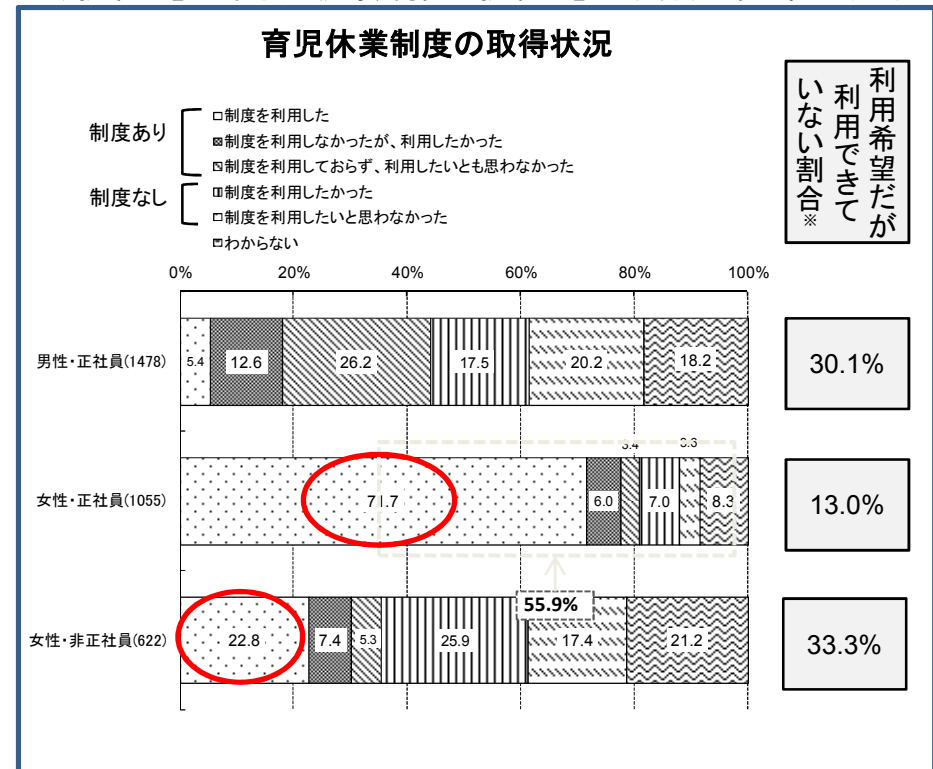 育児休業制度の取得状況
利用希望だが
利用できて
いない割合※
制度あり
制度を利用した
制度を利用しなかったが、利用したかった
制度を利用しておらず、利用したいとも思わなかった
制度なし
制度を利用したかった
制度を利用したいと思わなかった
わからない
0% 20% 40% 60% 80% 100%
男性・正社員(1478) 5.4 12.6 26.2 17.5 20.2 18.2 30.1%
3.4
女性・正社員(1055) 71.7 6.0 7.0 8.3 13.0%
55.9%
女性・非正社員(622) 22.8 7.4 5.3 25.9 17.4 21.2 33.3%